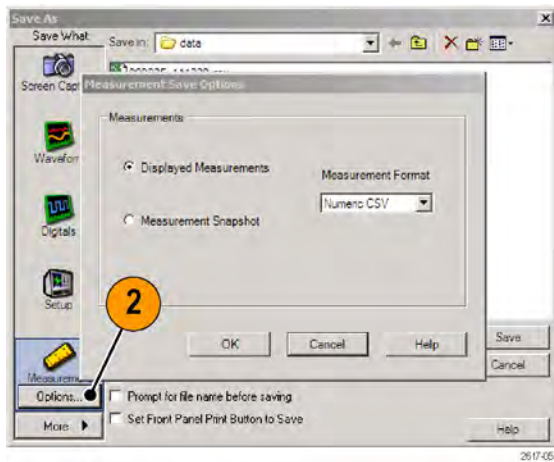 Save As
Save What:
Save in: data
Screen Capt
Measurement Save Options
Measurements
Waveform
Displayed Measurements
Measurement Format
Numeric CSV
Measurement Snapshot
Digitals
Setup
2
OK Cancel Help
Save
Cancel
Measureme
Options...
Prompt for file name before saving
Set Front Panel Print Button to Save
More
Help
2617-05